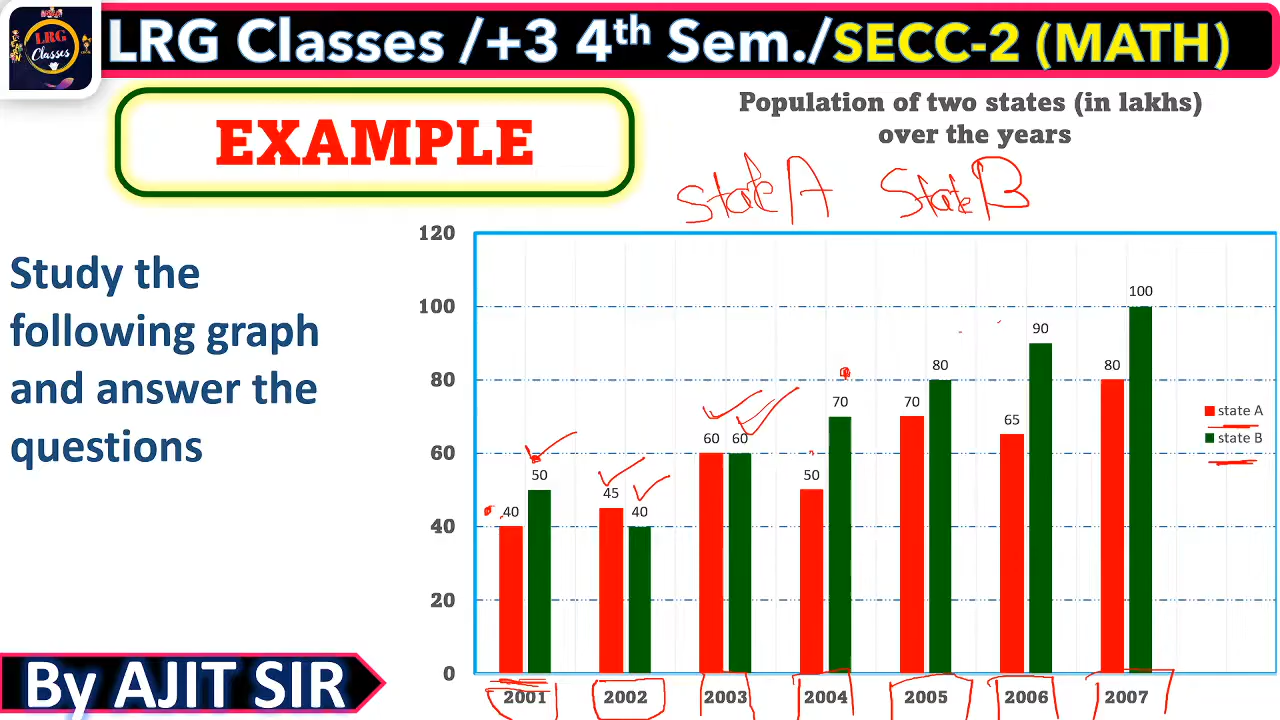 LRG
Classes
LRG Classes /+3 4th Sem./SECC-2 (MATH)
EXAMPLE
Population of two states (in lakhs)
over the years
State A State B
Study the
following graph
and answer the
questions
120
100
80
60
40
20
0
40 50
45 40
60 60
50 70
70 80
65 90
80 100
state A
state B
2001 2002 2003 2004 2005 2006 2007
By AJIT SIR